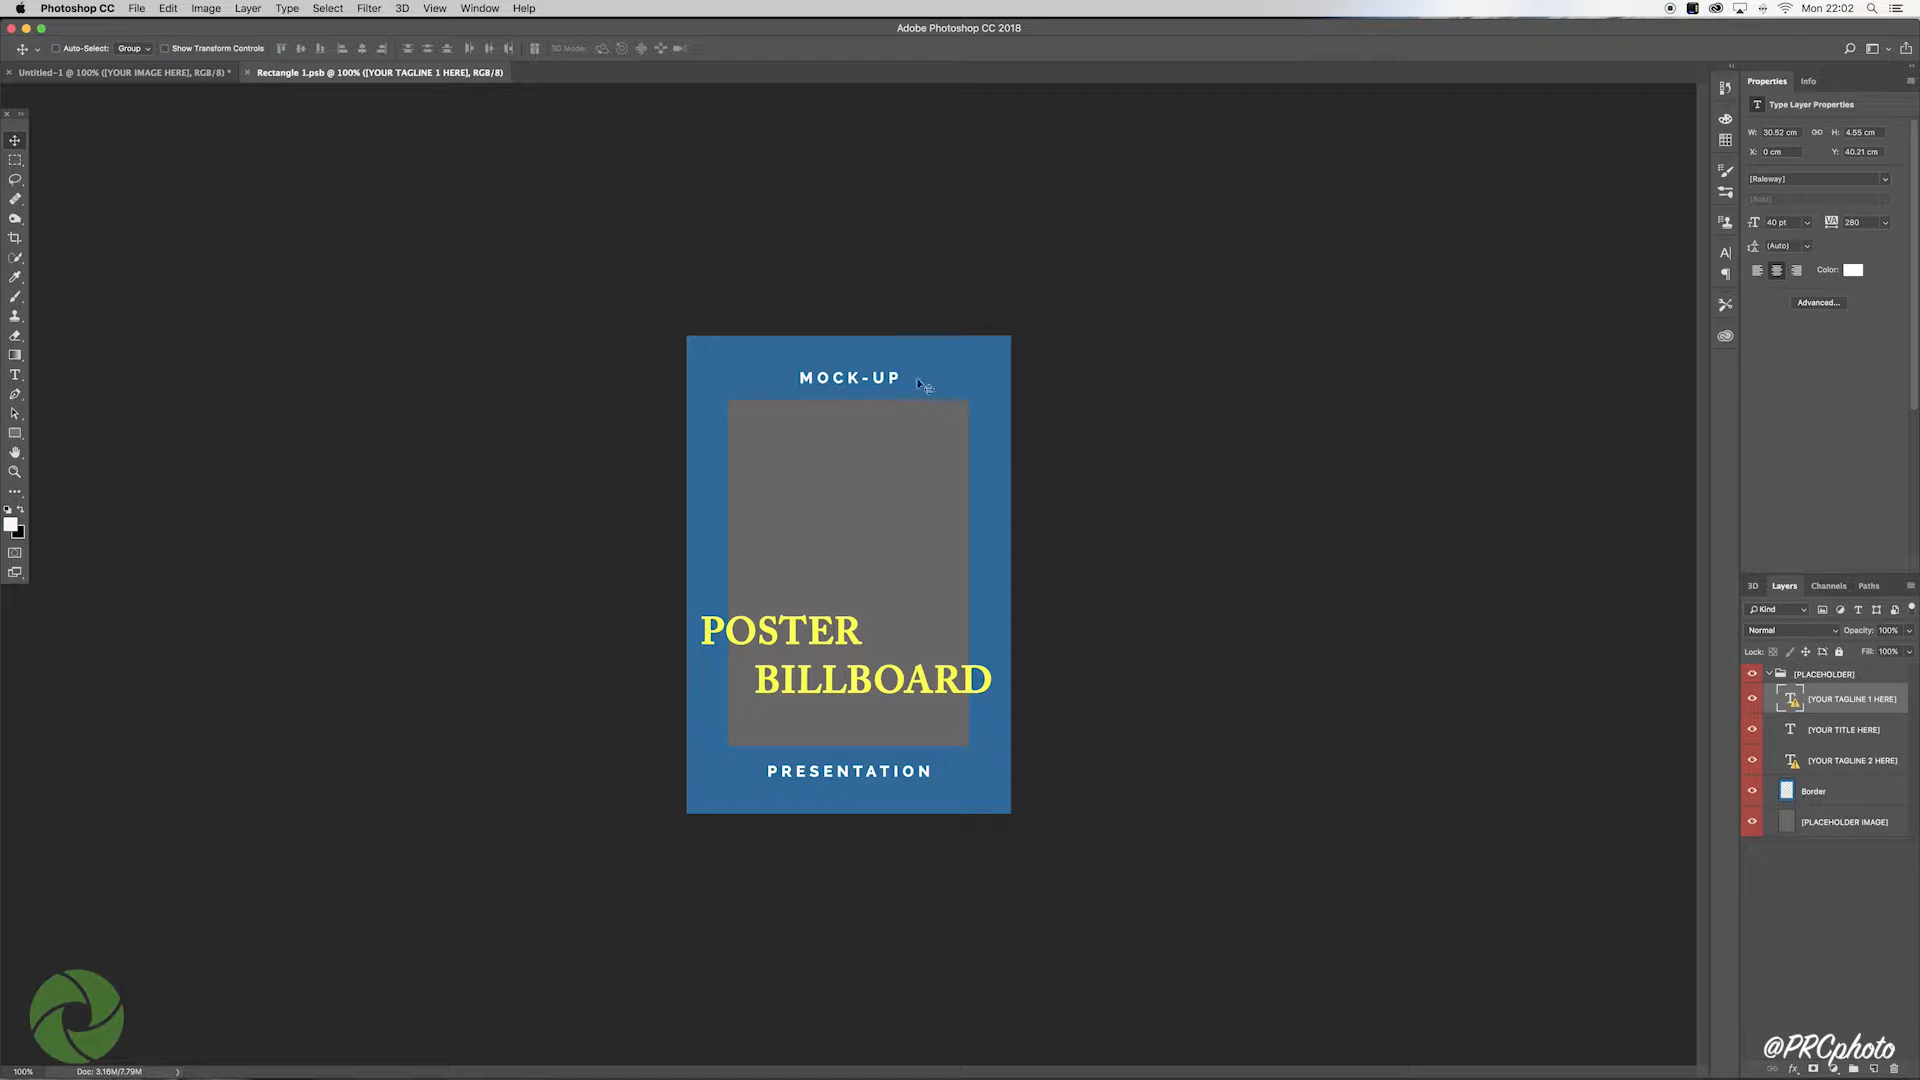 Photoshop CC File Edit Image Layer Type Select Filter 3D View Window Help
Mon 22:02
Adobe Photoshop CC 2018
Auto-Select: Group Show Transform Controls 3D Mode:
Untitled-1 @ 100% ([YOUR IMAGE HERE], RGB/8) *
Rectangle 1.psb @ 100% ([YOUR TAGLINE 1 HERE], RGB/8)
Properties Info
Type Layer Properties
W: 30.52 cm H: 4.55 cm
X: 0 cm Y: 40.21 cm
[Raleway]
[Bold]
40 pt 280
(Auto)
Color:
Advanced...
MOCK-UP
POSTER
BILLBOARD
PRESENTATION
3D Layers Channels Paths
Kind
Normal Opacity: 100%
Lock: Fill: 100%
[PLACEHOLDER]
[YOUR TAGLINE 1 HERE]
[YOUR TITLE HERE]
[YOUR TAGLINE 2 HERE]
Border
[PLACEHOLDER IMAGE]
@PRCphoto
100% Doc: 3.16M/7.79M